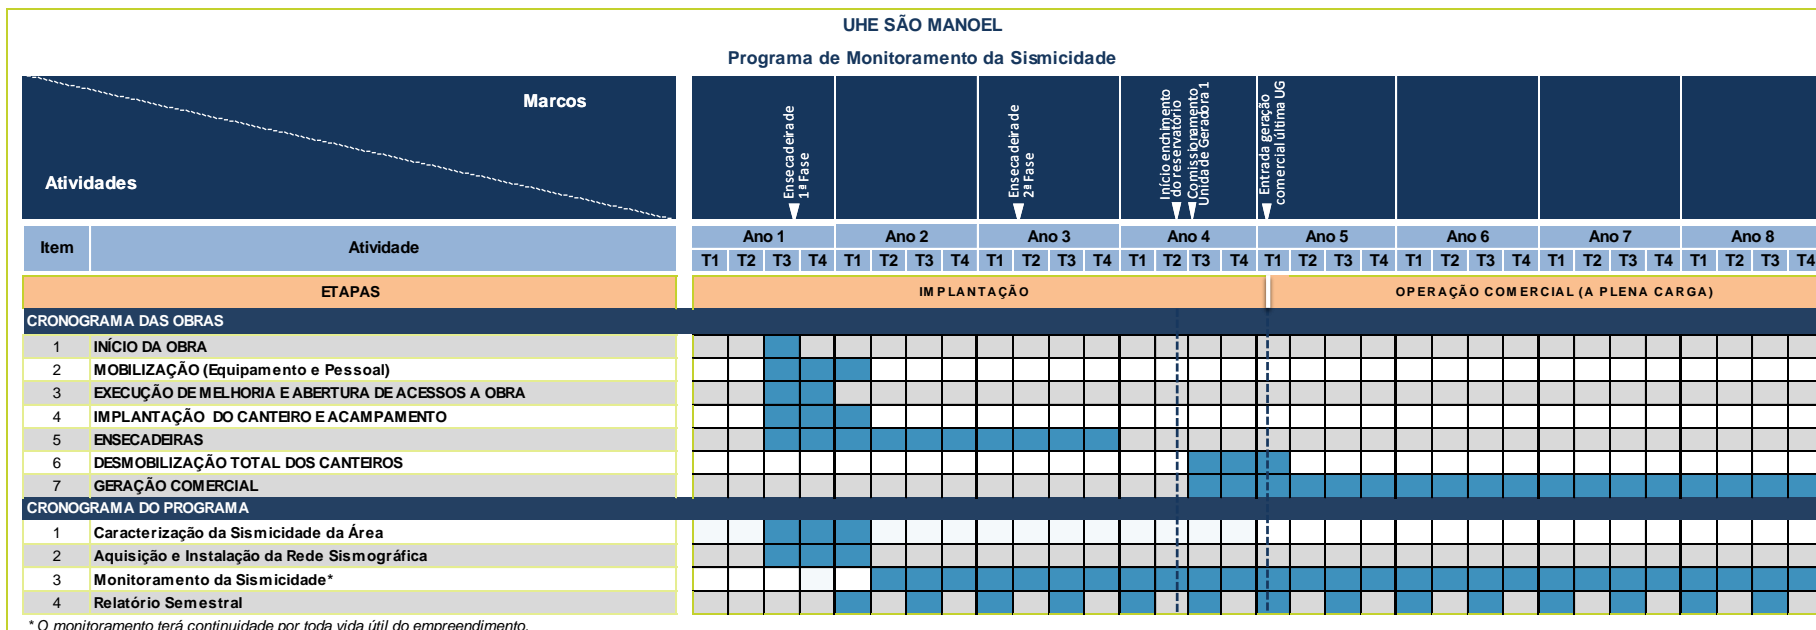 UHE SÃO MANOEL
Programa de Monitoramento da Sismicidade
Marcos
Atividades
Ensecadeira de
1ª Fase
Ensecadeira de
2ª Fase
Início enchimento
do reservatório
Comissionamento
Unidade Geradora 1
Entrada geração
comercial última UG
Item Atividade Ano 1 Ano 2 Ano 3 Ano 4 Ano 5 Ano 6 Ano 7 Ano 8
T1 T2 T3 T4 T1 T2 T3 T4 T1 T2 T3 T4 T1 T2 T3 T4 T1 T2 T3 T4 T1 T2 T3 T4 T1 T2 T3 T4 T1 T2 T3 T4
ETAPAS IMPLANTAÇÃO OPERAÇÃO COMERCIAL (A PLENA CARGA)
CRONOGRAMA DAS OBRAS
1 INÍCIO DA OBRA
2 MOBILIZAÇÃO (Equipamento e Pessoal)
3 EXECUÇÃO DE MELHORIA E ABERTURA DE ACESSOS A OBRA
4 IMPLANTAÇÃO DO CANTEIRO E ACAMPAMENTO
5 ENSECADEIRAS
6 DESMOBILIZAÇÃO TOTAL DOS CANTEIROS
7 GERAÇÃO COMERCIAL
CRONOGRAMA DO PROGRAMA
1 Caracterização da Sismicidade da Área
2 Aquisição e Instalação da Rede Sismográfica
3 Monitoramento da Sismicidade*
4 Relatório Semestral
* O monitoramento terá continuidade por toda vida útil do empreendimento.